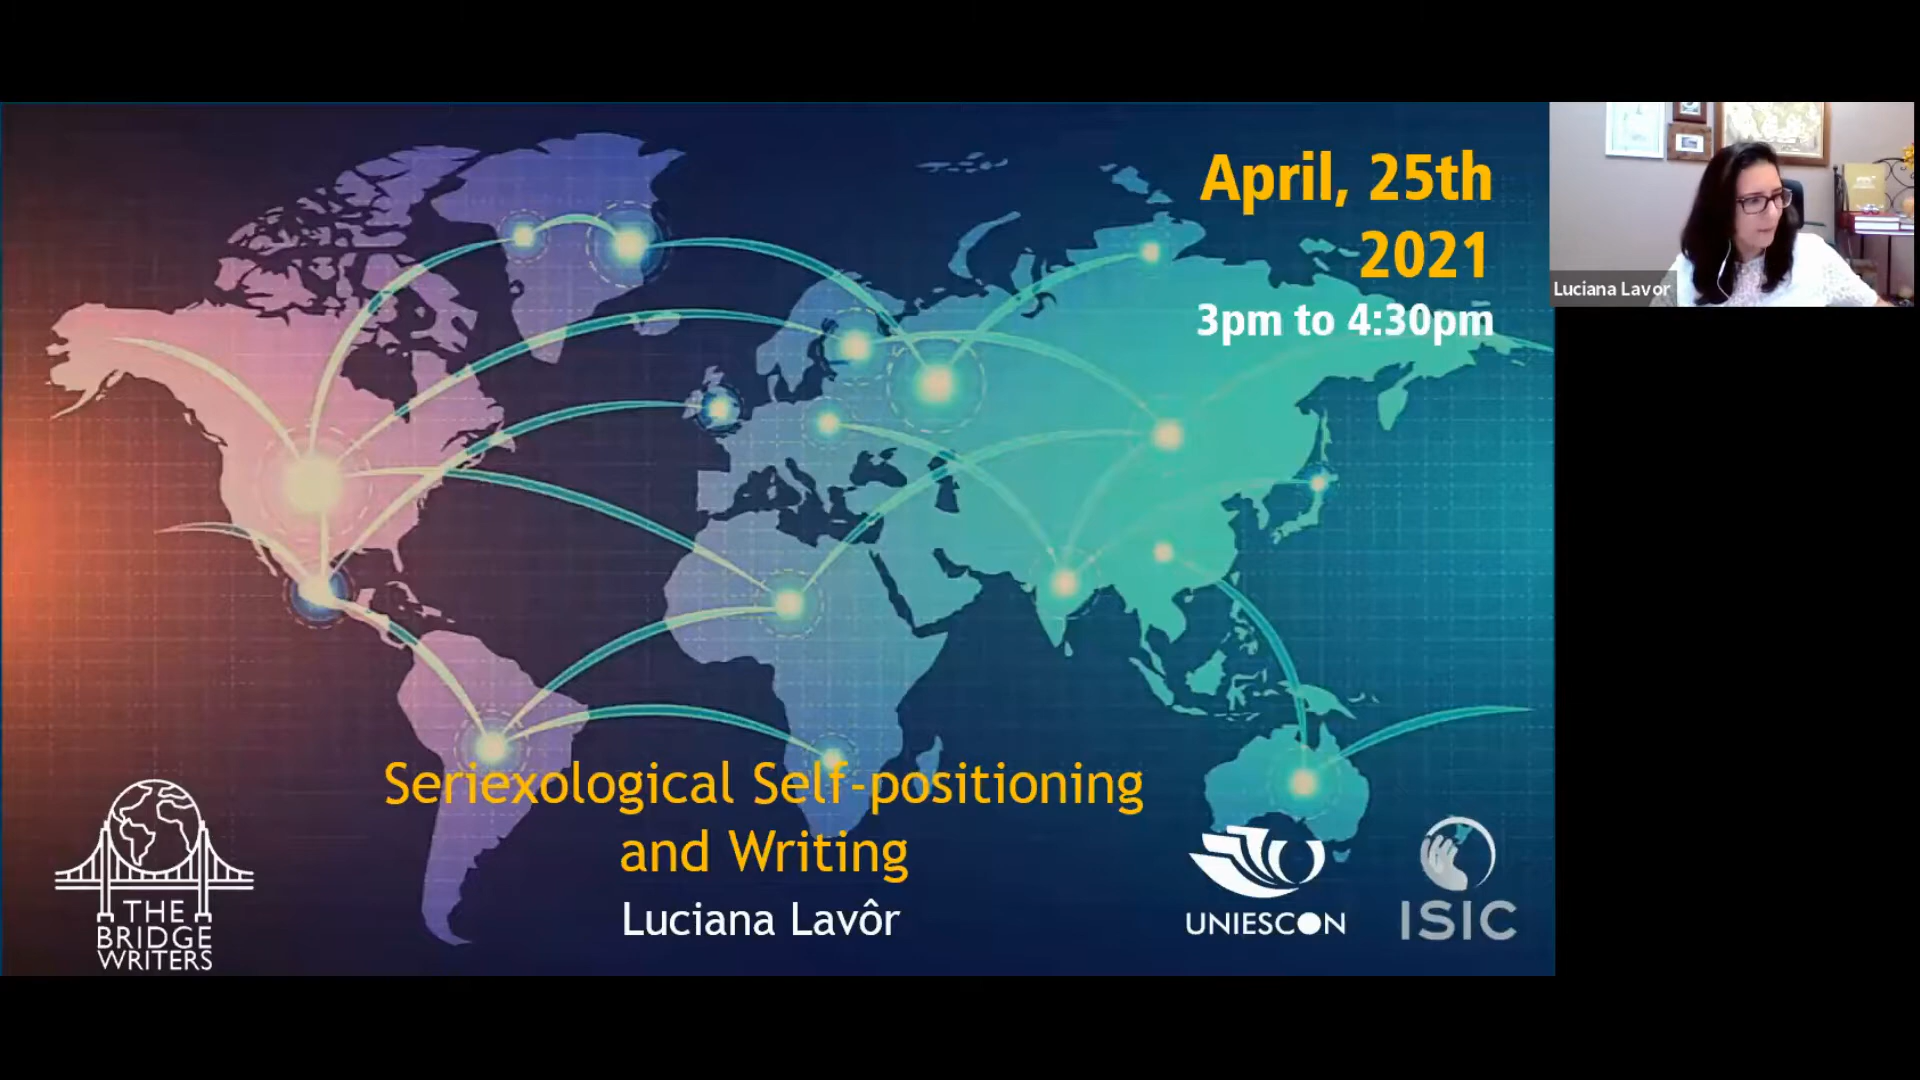 April, 25th
2021
3pm to 4:30pm
Luciana Lavor
Seriexological Self-positioning
and Writing
Luciana Lavôr
THE
BRIDGE
WRITERS
UNIESCON
ISIC